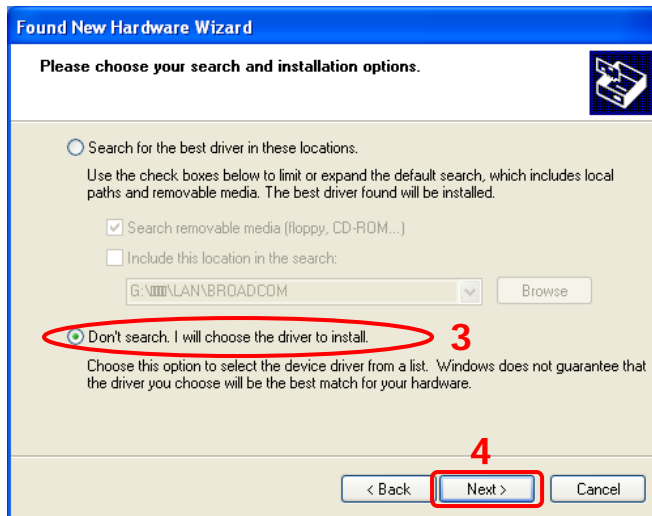 Found New Hardware Wizard
Please choose your search and installation options.
Search for the best driver in these locations.
Use the check boxes below to limit or expand the default search, which includes local
paths and removable media. The best driver found will be installed.
Search removable media (floppy, CD-ROM...)
Include this location in the search:
\LAN\BROADCOM
Browse
Don't search. I will choose the driver to install.
3
Choose this option to select the device driver from a list. Windows does not guarantee that
the driver you choose will be the best match for your hardware.
4
< Back
Next >
Cancel